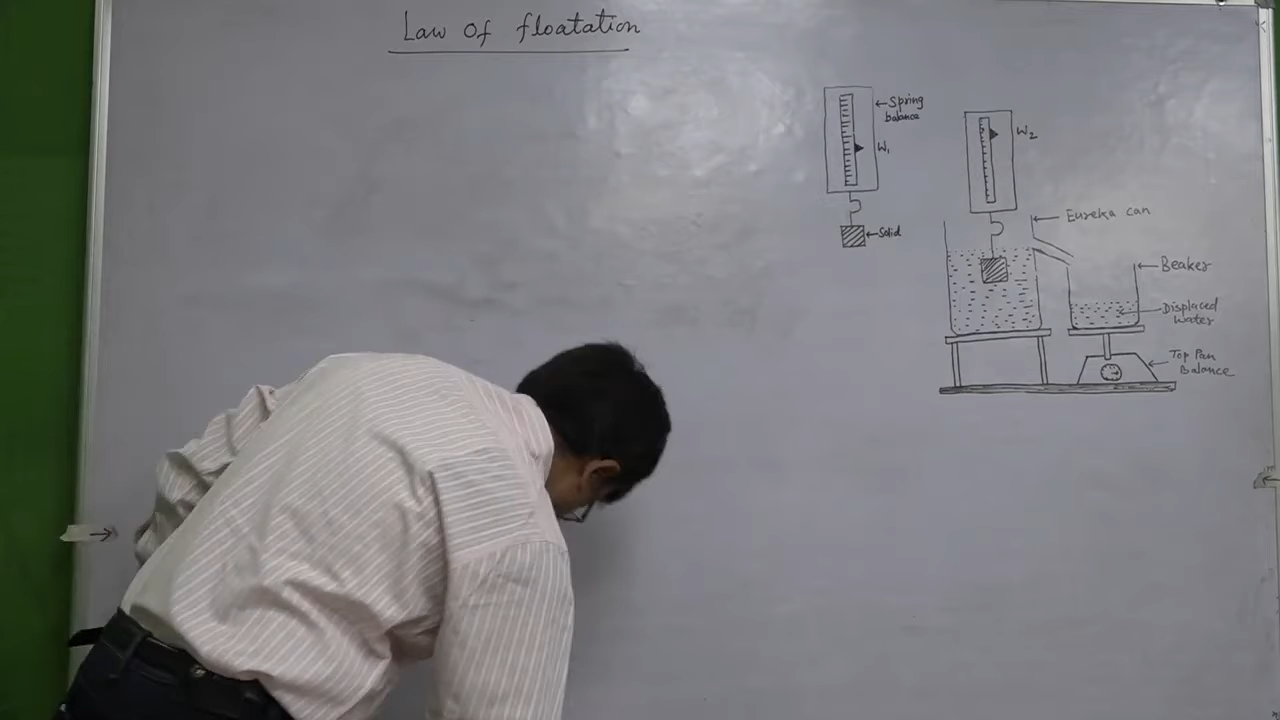 Law of floatation
Spring
balance
W₁
Solid
W₂
Eureka can
Beaker
Displaced
Water
Top Pan
Balance